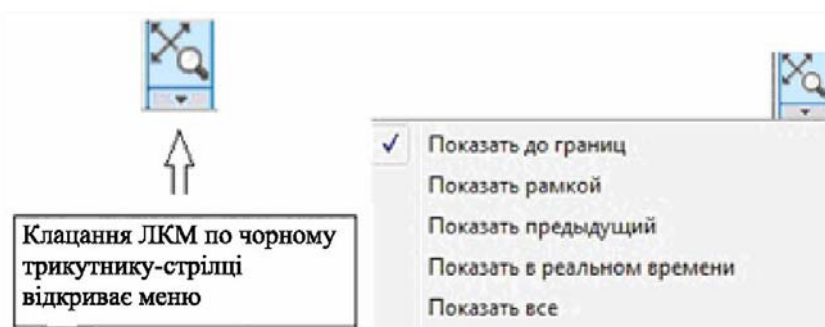 Клацання ЛКМ по чорному
трикутнику-стрілці
відкриває меню
Показать до границ
Показать рамкой
Показать предыдущий
Показать в реальном времени
Показать все